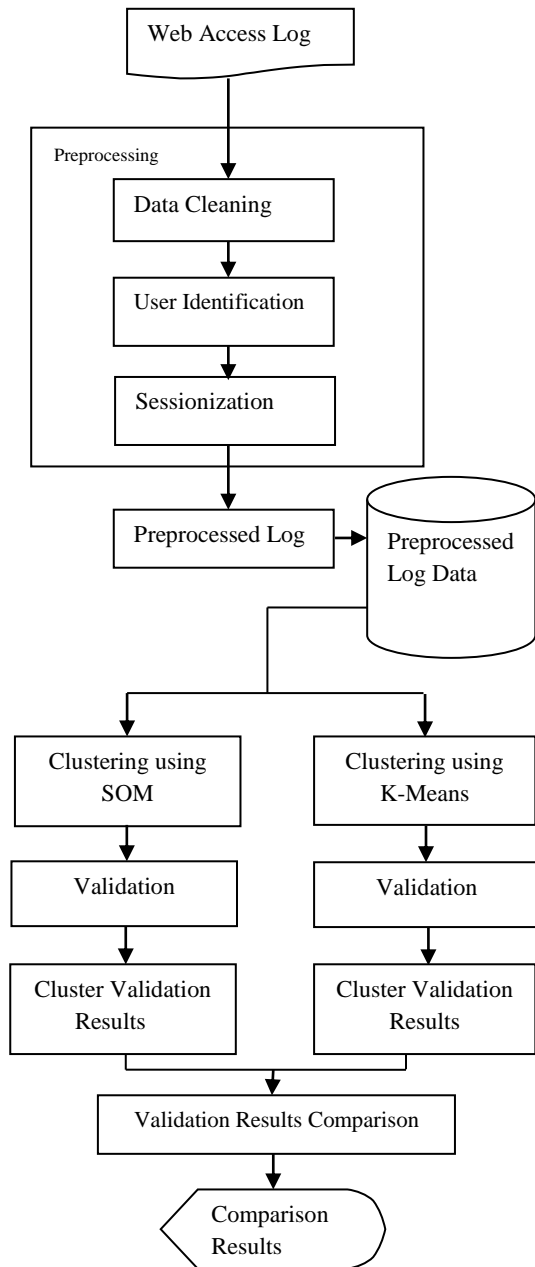 Web Access Log
Preprocessing
Data Cleaning
User Identification
Sessionization
Preprocessed Log
Preprocessed
Log Data
Clustering using
SOM
Clustering using
K-Means
Validation
Validation
Cluster Validation
Results
Cluster Validation
Results
Validation Results Comparison
Comparison
Results